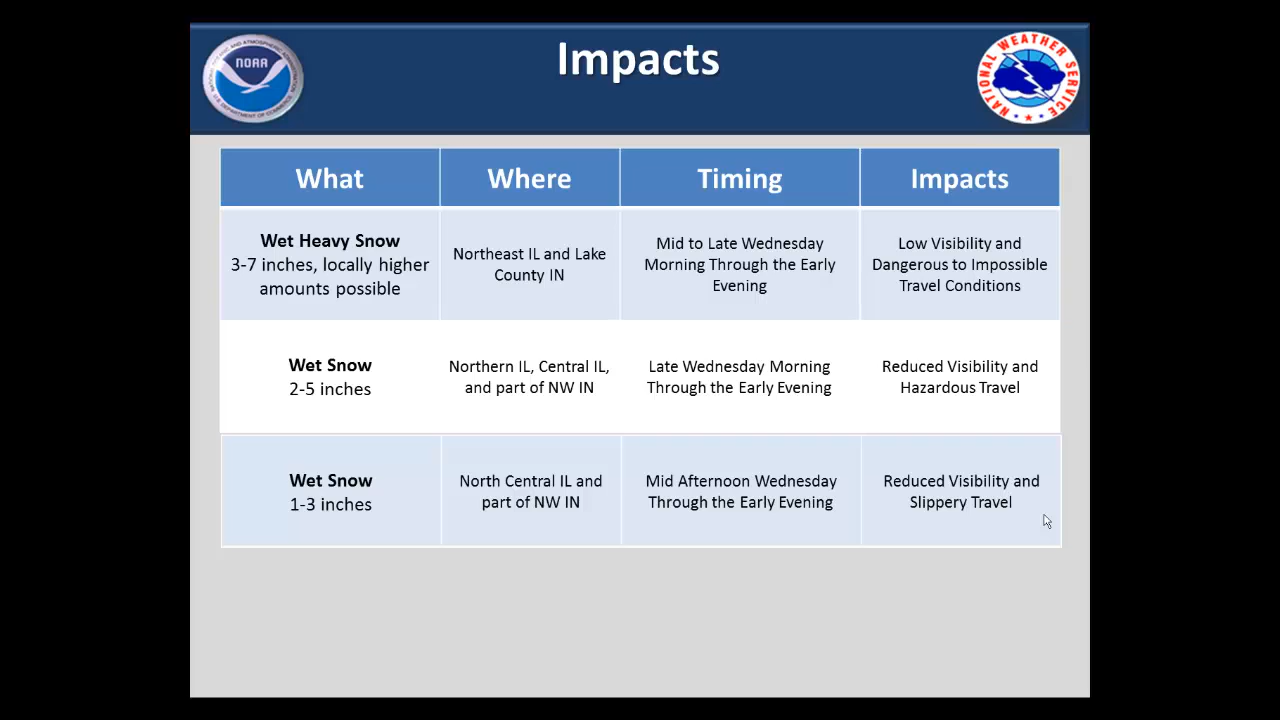 Impacts
NOAA
NATIONAL WEATHER SERVICE
What Where Timing Impacts
Wet Heavy Snow
3-7 inches, locally higher
amounts possible
Northeast IL and Lake
County IN
Mid to Late Wednesday
Morning Through the Early
Evening
Low Visibility and
Dangerous to Impossible
Travel Conditions
Wet Snow
2-5 inches
Northern IL, Central IL,
and part of NW IN
Late Wednesday Morning
Through the Early Evening
Reduced Visibility and
Hazardous Travel
Wet Snow
1-3 inches
North Central IL and
part of NW IN
Mid Afternoon Wednesday
Through the Early Evening
Reduced Visibility and
Slippery Travel